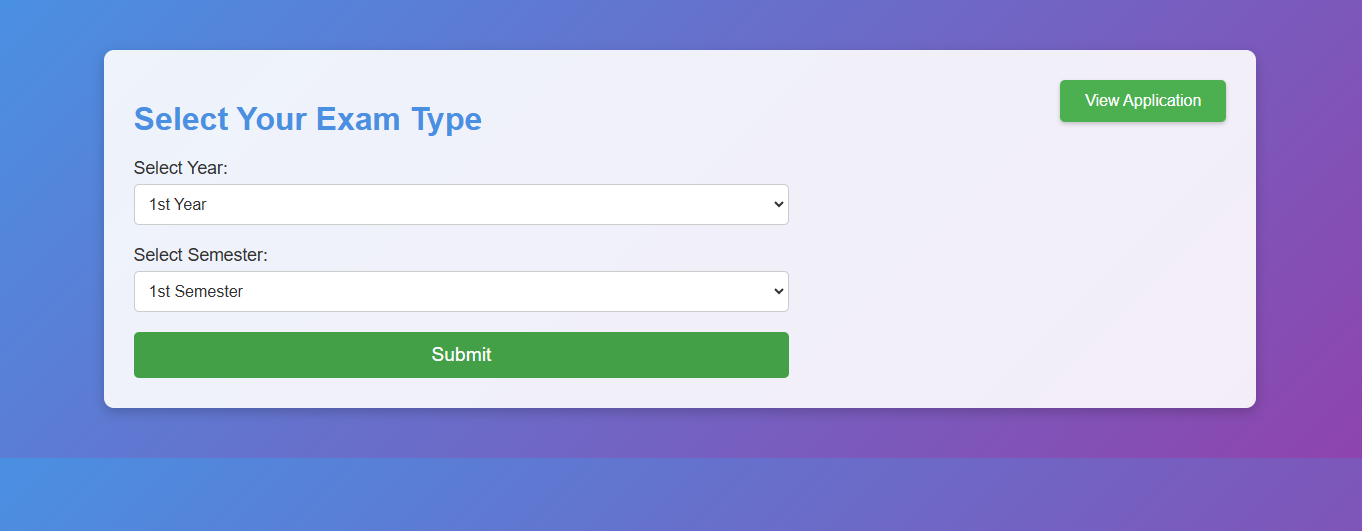 View Application
Select Your Exam Type
Select Year:
1st Year
Select Semester:
1st Semester
Submit